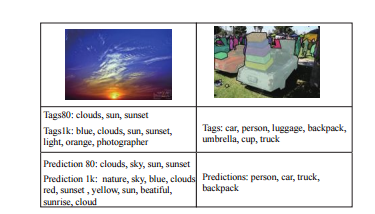 Tags80: clouds, sun, sunset
Tags1k: blue, clouds, sun, sunset,
light, orange, photographer
Tags: car, person, luggage, backpack,
umbrella, cup, truck
Prediction 80: clouds, sky, sun, sunset
Prediction 1k: nature, sky, blue, clouds
red, sunset , yellow, sun, beatiful,
sunrise, cloud
Predictions: person, car, truck,
backpack